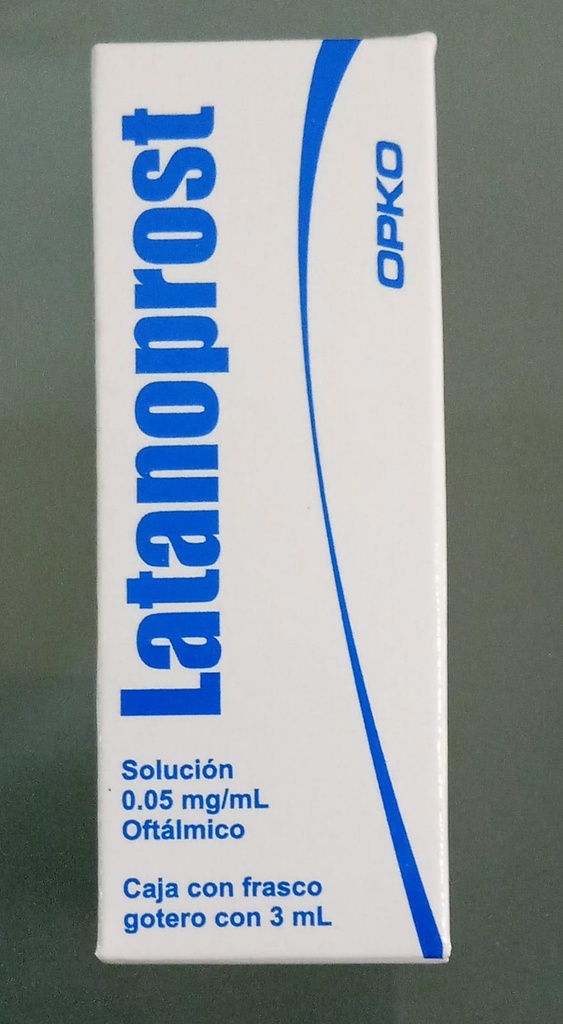 Latanoprost
OPKO
Solución
0.05 mg/mL
Oftálmico
Caja con frasco
gotero con 3 mL